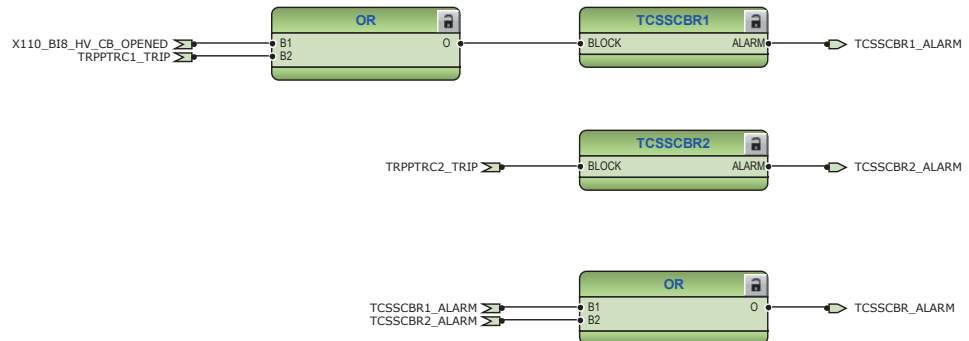 OR
TCSSCBR1
X110_BI8_HV_CB_OPENED
B1
O
BLOCK
ALARM
TCSSCBR1_ALARM
TRPPTRC1_TRIP
B2
TCSSCBR2
TRPPTRC2_TRIP
BLOCK
ALARM
TCSSCBR2_ALARM
OR
TCSSCBR1_ALARM
B1
O
TCSSCBR_ALARM
TCSSCBR2_ALARM
B2